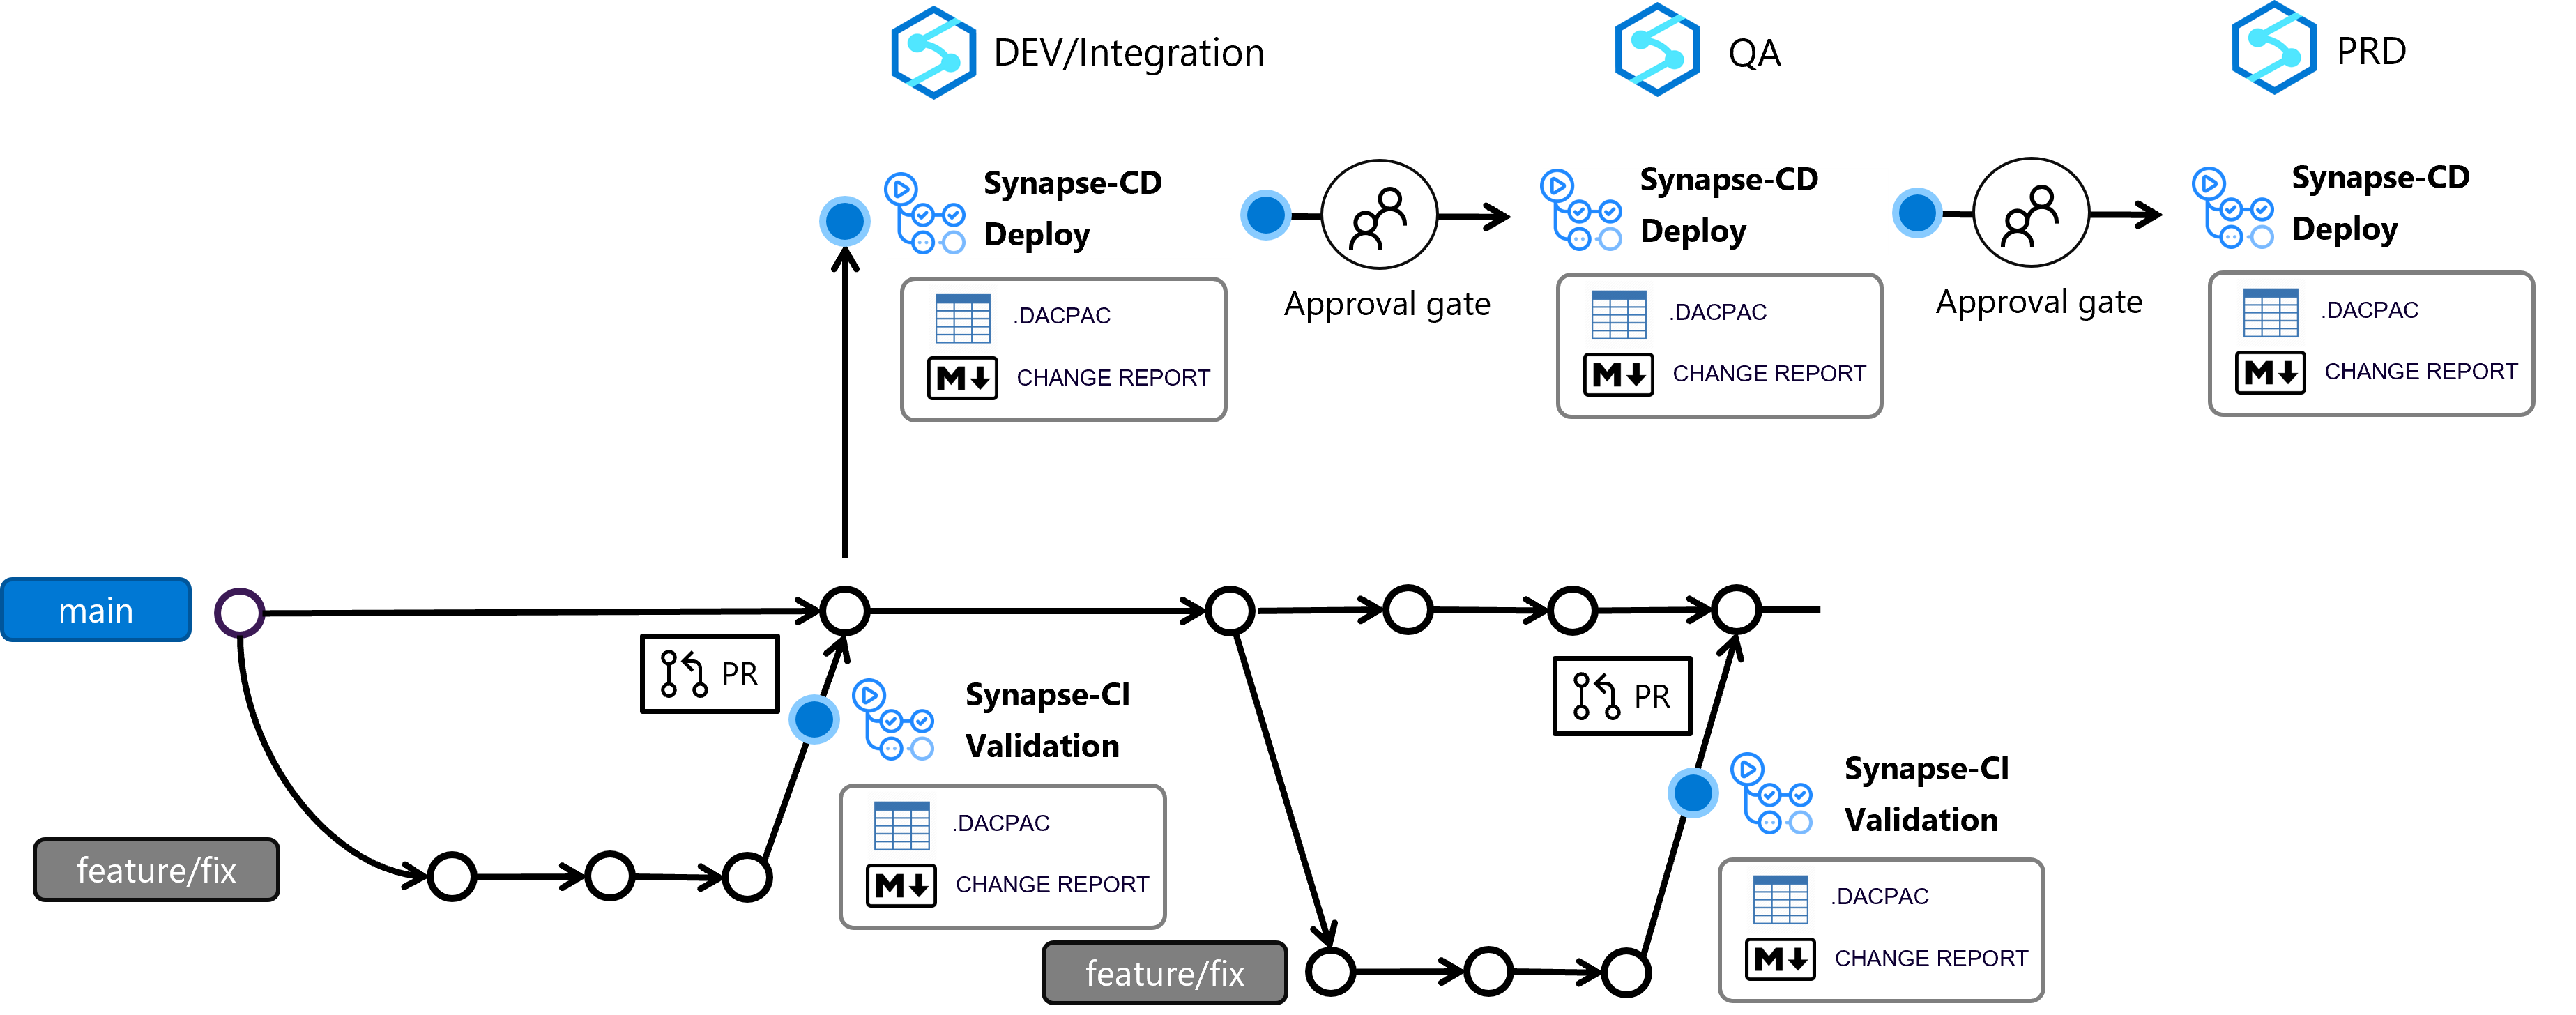 DEV/Integration
QA
PRD
Synapse-CD
Deploy
.DACPAC
M
CHANGE REPORT
Approval gate
Synapse-CD
Deploy
.DACPAC
M
CHANGE REPORT
Approval gate
Synapse-CD
Deploy
.DACPAC
M
CHANGE REPORT
main
PR
Synapse-CI
Validation
.DACPAC
M
CHANGE REPORT
feature/fix
PR
Synapse-CI
Validation
.DACPAC
M
CHANGE REPORT
feature/fix